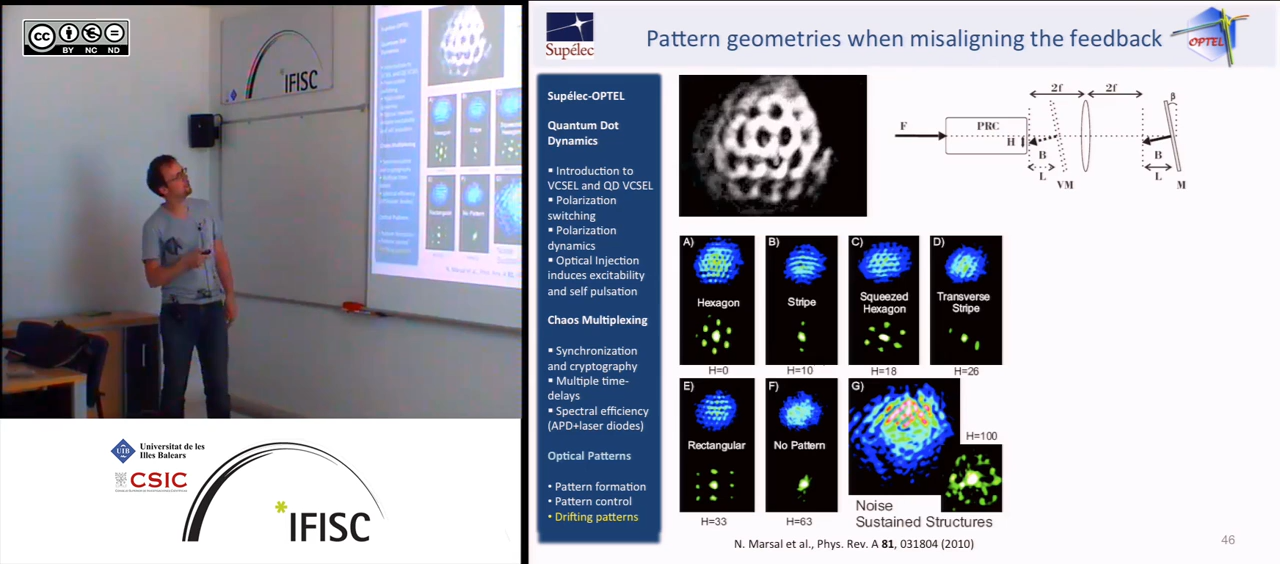 cc
BY NC ND
IFISC
Universitat de les
Illes Balears
UIB
CSIC
*IFISC
Supélec
Pattern geometries when misaligning the feedback
OPTEL
Supélec-OPTEL
Quantum Dot
Dynamics
▪ Introduction to
VCSEL and QD VCSEL
▪ Polarization
switching
▪ Polarization
dynamics
▪ Optical Injection
induces excitability
and self pulsation
Chaos Multiplexing
▪ Synchronization
and cryptography
▪ Multiple time-
delays
▪ Spectral efficiency
(APD+laser diodes)
Optical Patterns
• Pattern formation
• Pattern control
• Drifting patterns
2f 2f
β
F
PRC
H
B B
L L
VM M
A) B) C) D)
Hexagon
Stripe
Squeezed
Hexagon
Transverse
Stripe
H=0 H=10 H=18 H=26
E) F) G)
Rectangular
No Pattern
H=100
H=33 H=63
Noise
Sustained Structures
N. Marsal et al., Phys. Rev. A 81, 031804 (2010)
46